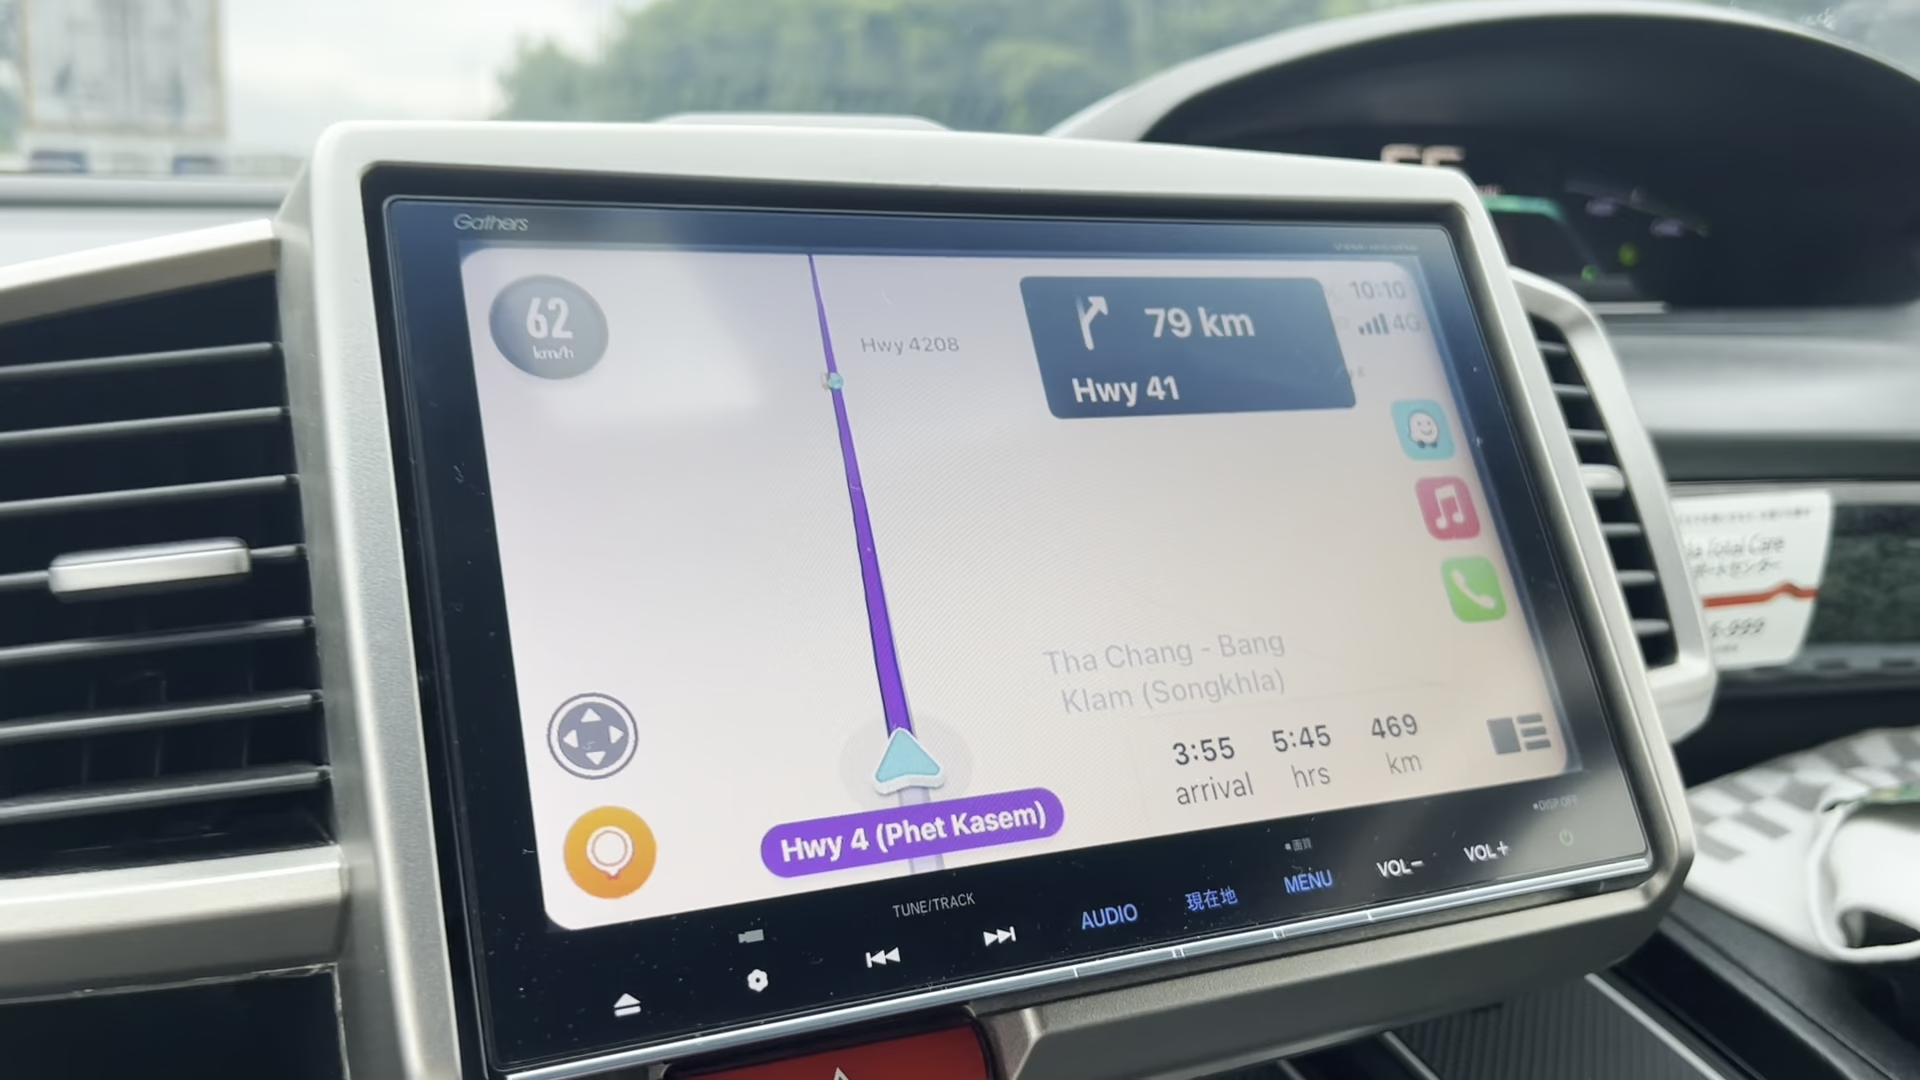 Gathers
62
km/h
Hwy 4208
79 km
Hwy 41
10:10
4G
Tha Chang - Bang
Klam (Songkhla)
3:55
arrival
5:45
hrs
469
km
Hwy 4 (Phet Kasem)
DISP OFF
画質
TUNE/TRACK
AUDIO
現在地
MENU
VOL−
VOL+
Total Care